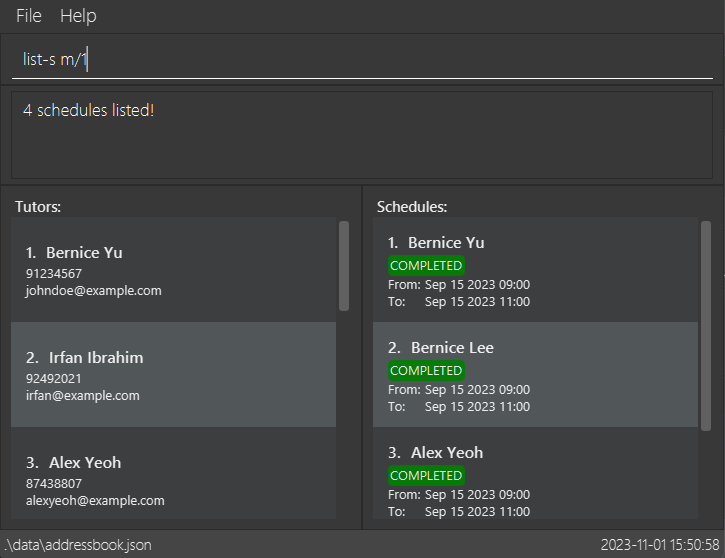 File Help
list-s m/1
4 schedules listed!
Tutors:
1. Bernice Yu
91234567
johndoe@example.com
2. Irfan Ibrahim
92492021
irfan@example.com
3. Alex Yeoh
87438807
alexyeoh@example.com
Schedules:
1. Bernice Yu
COMPLETED
From: Sep 15 2023 09:00
To: Sep 15 2023 11:00
2. Bernice Lee
COMPLETED
From: Sep 15 2023 09:00
To: Sep 15 2023 11:00
3. Alex Yeoh
COMPLETED
From: Sep 15 2023 09:00
To: Sep 15 2023 11:00
.\data\addressbook.json
2023-11-01 15:50:58